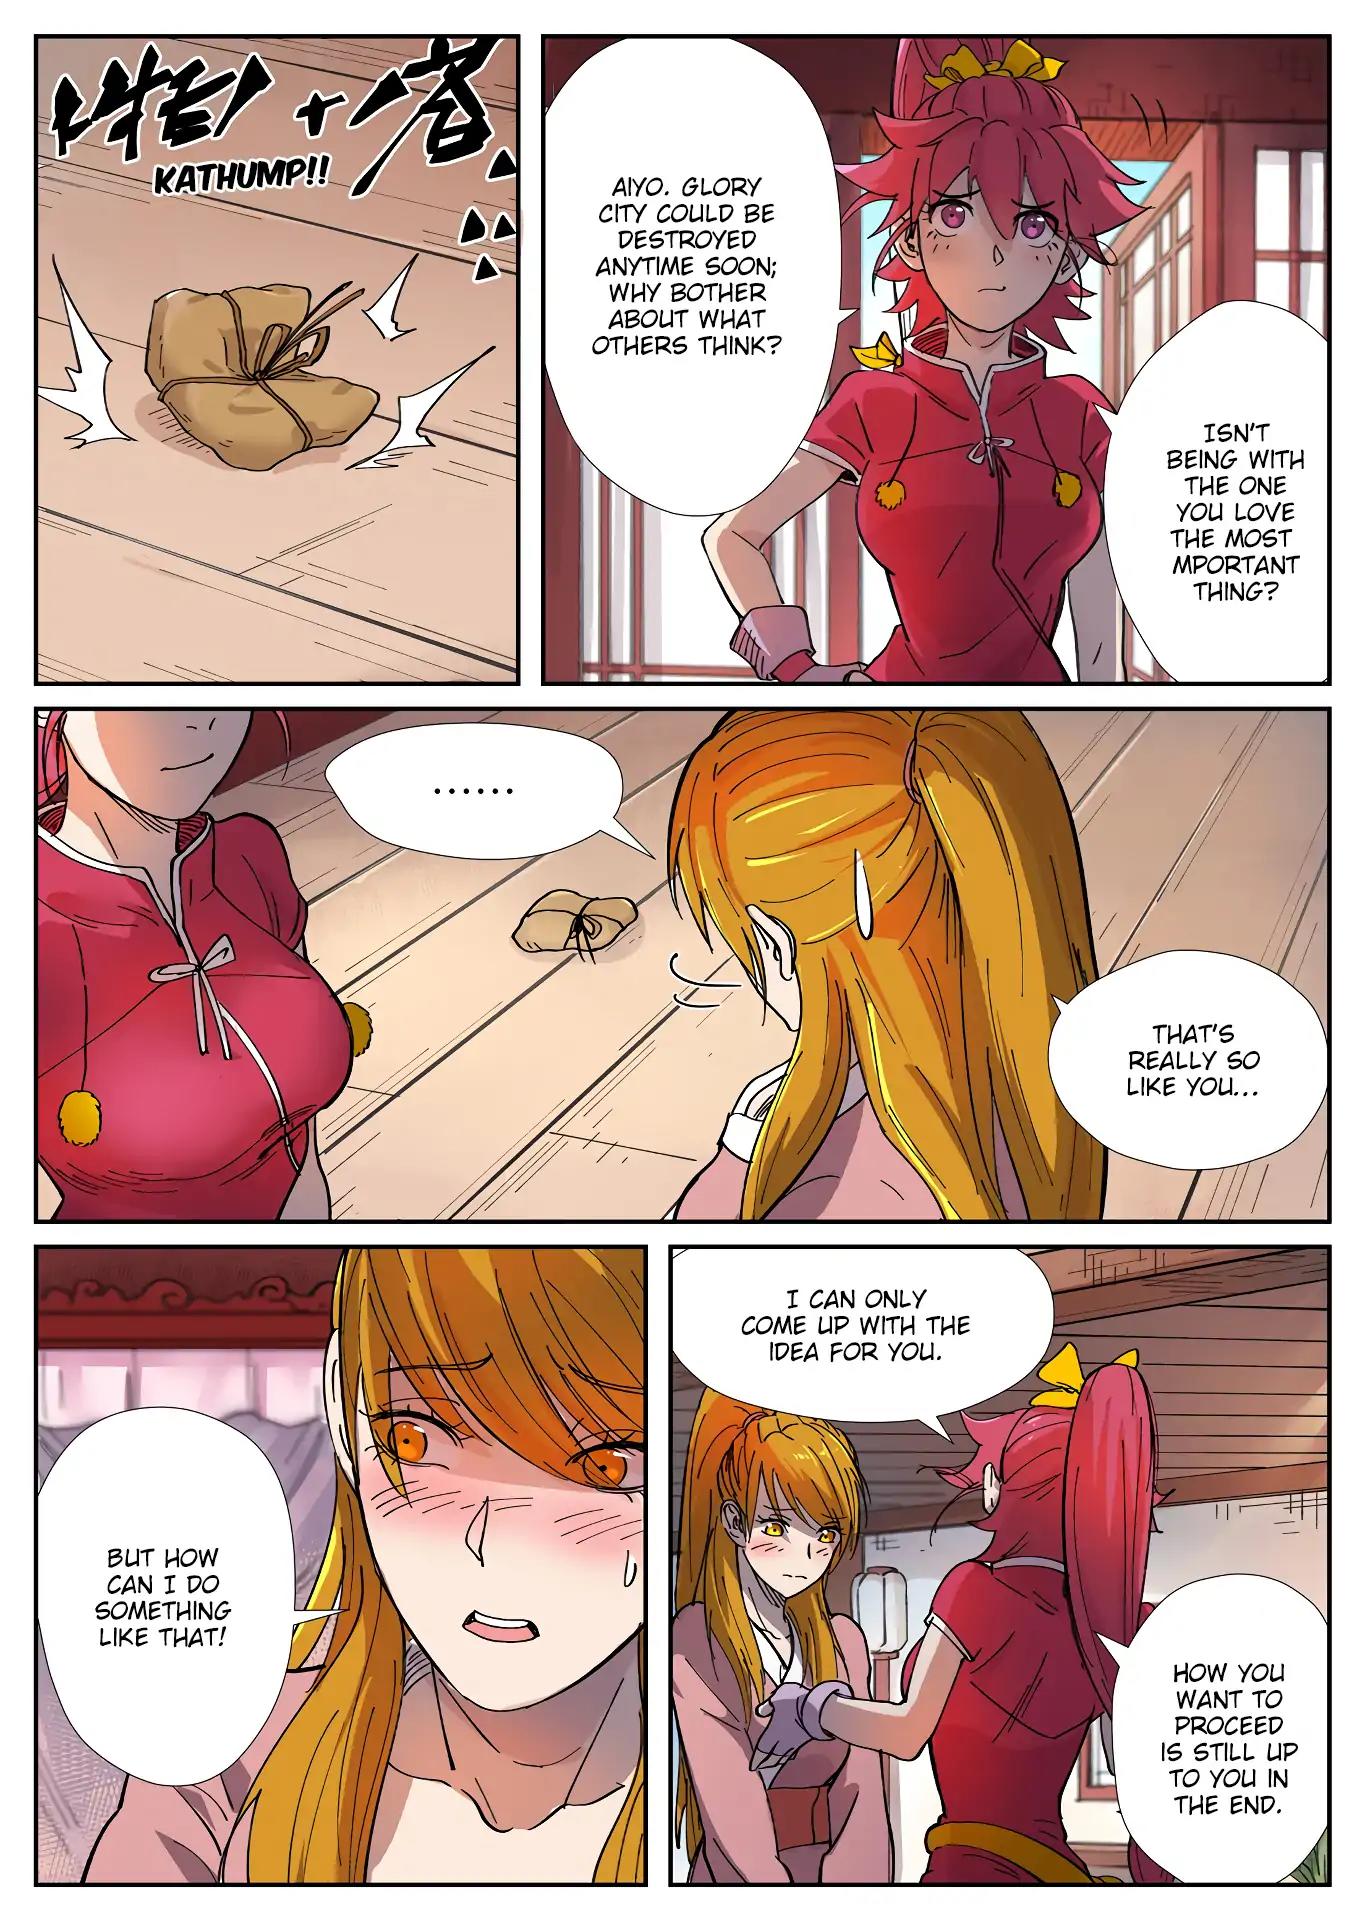 KATHUMP!!
AIYO. GLORY
CITY COULD BE
DESTROYED
ANYTIME SOON;
WHY BOTHER
ABOUT WHAT
OTHERS THINK?
ISN'T
BEING WITH
THE ONE
YOU LOVE
THE MOST
MPORTANT
THING?
......
THAT'S
REALLY SO
LIKE YOU...
BUT HOW
CAN I DO
SOMETHING
LIKE THAT!
I CAN ONLY
COME UP WITH THE
IDEA FOR YOU.
HOW YOU
WANT TO
PROCEED
IS STILL UP
TO YOU IN
THE END.